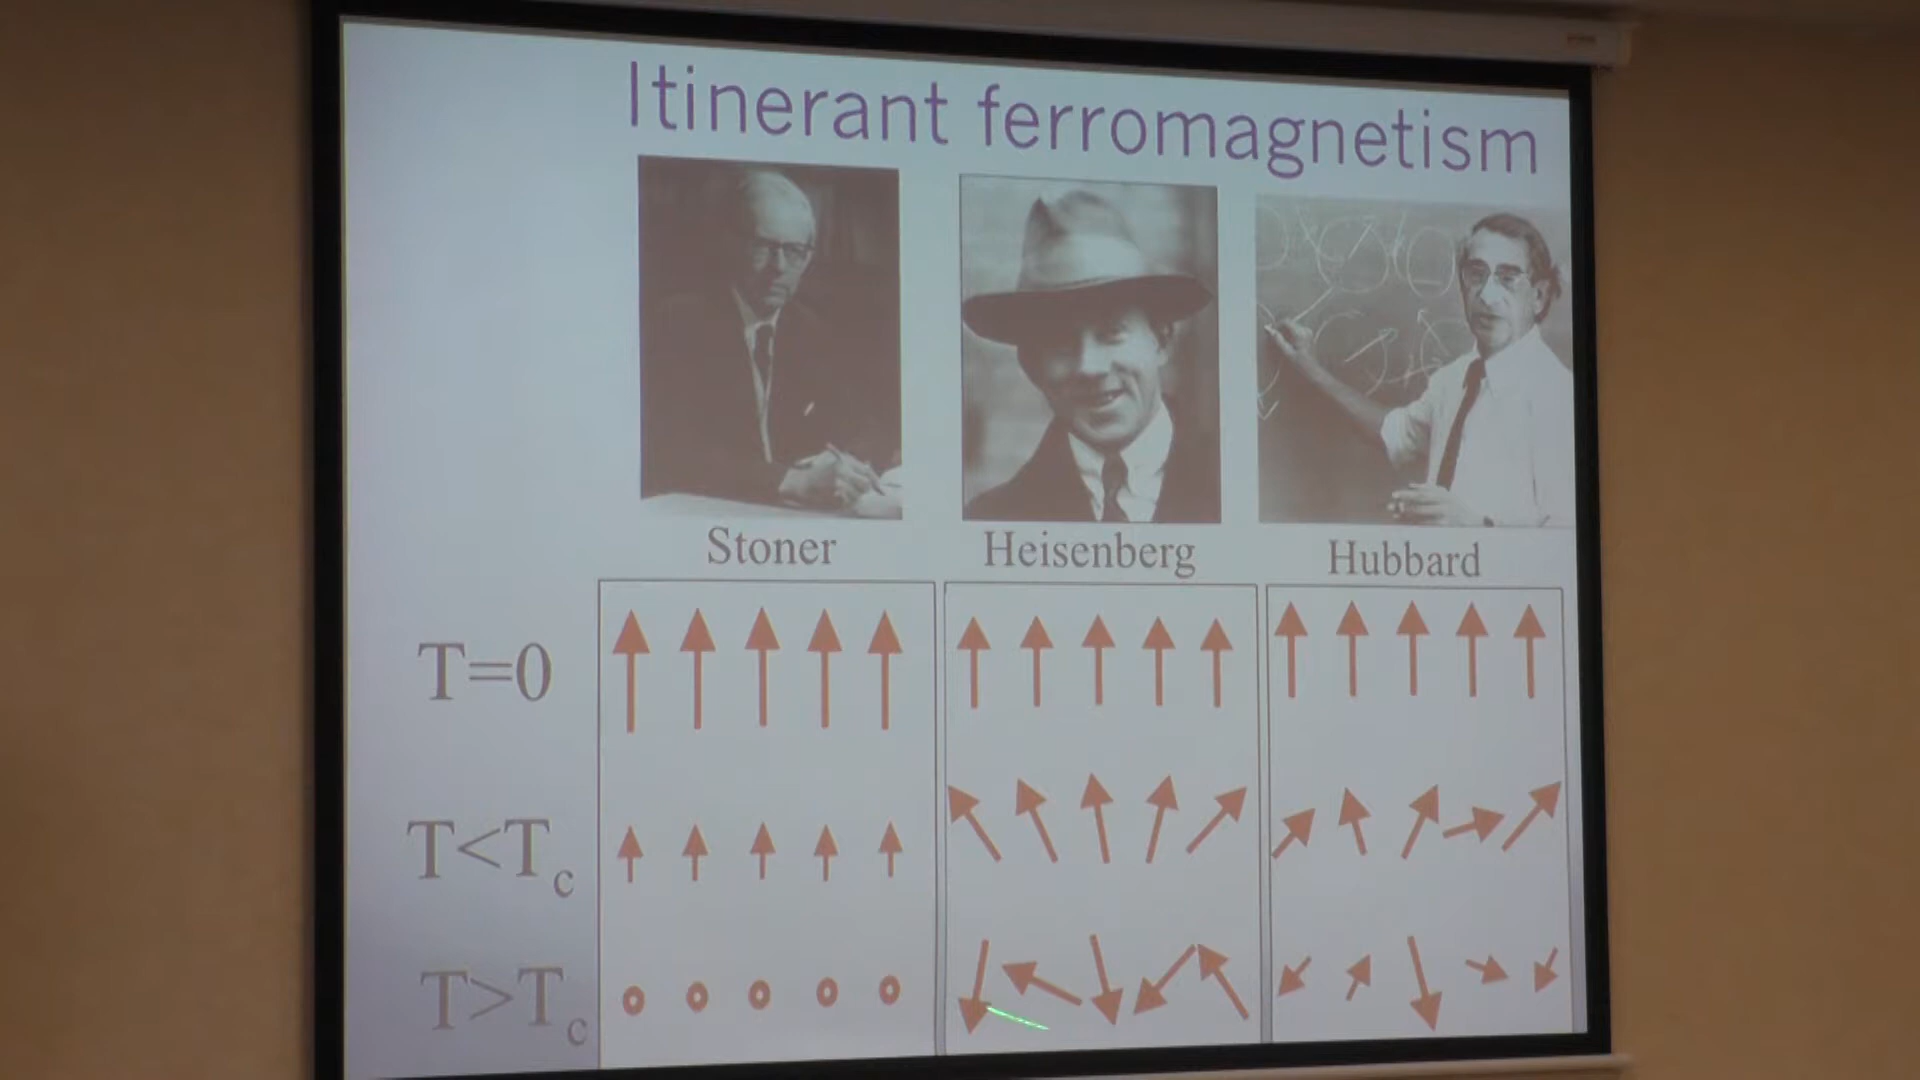 Itinerant ferromagnetism
Stoner Heisenberg Hubbard
T=0
T<Tc
T>Tc